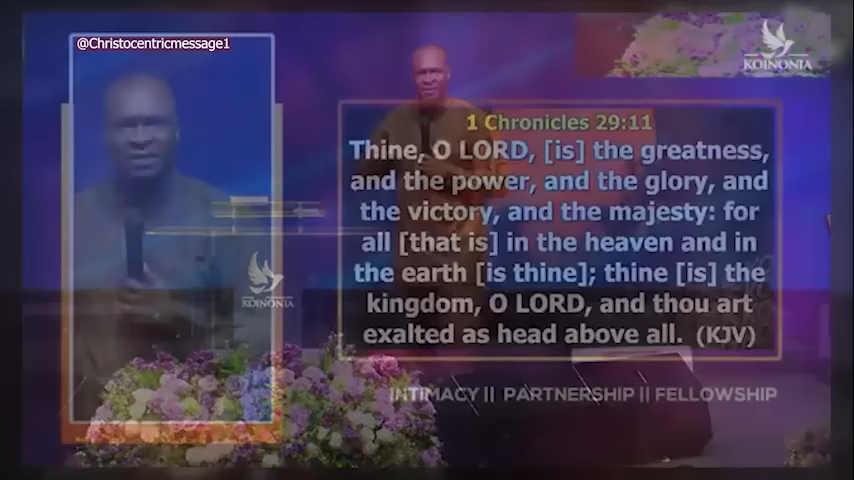 @Christocentricmessage1
KOINONIA
1 Chronicles 29:11
Thine, O LORD, [is] the greatness,
and the power, and the glory, and
the victory, and the majesty: for
all [that is] in the heaven and in
the earth [is thine]; thine [is] the
kingdom, O LORD, and thou art
exalted as head above all. (KJV)
KOINONIA
INTIMACY || PARTNERSHIP || FELLOWSHIP